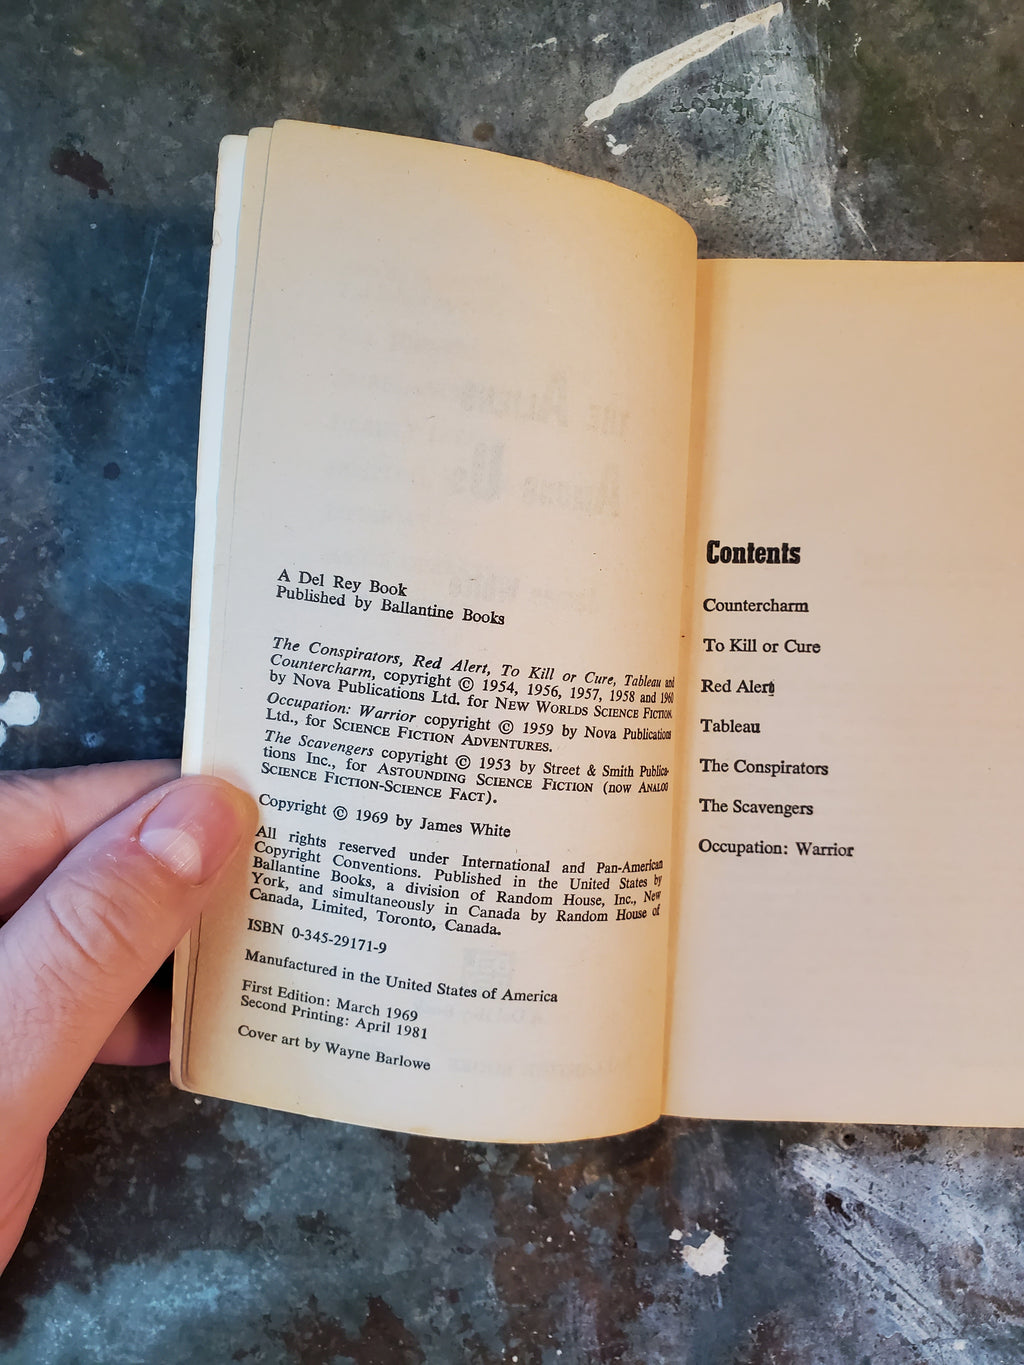 A Del Rey Book
Published by Ballantine Books
The Conspirators, Red Alert, To Kill or Cure, Tableau and
Countercharm, copyright © 1954, 1956, 1957, 1958 and 1960
by Nova Publications Ltd. for NEW WORLDS SCIENCE FICTION.
Occupation: Warrior copyright © 1959 by Nova Publications
Ltd., for SCIENCE FICTION ADVENTURES.
The Scavengers copyright © 1953 by Street & Smith Publica-
tions Inc., for ASTOUNDING SCIENCE FICTION (now ANALOG
SCIENCE FICTION-SCIENCE FACT).
Copyright © 1969 by James White
All rights reserved under International and Pan-American
Copyright Conventions. Published in the United States by
Ballantine Books, a division of Random House, Inc., New
York, and simultaneously in Canada by Random House of
Canada, Limited, Toronto, Canada.
ISBN 0-345-29171-9
Manufactured in the United States of America
First Edition: March 1969
Second Printing: April 1981
Cover art by Wayne Barlowe
Contents
Countercharm
To Kill or Cure
Red Alert
Tableau
The Conspirators
The Scavengers
Occupation: Warrior